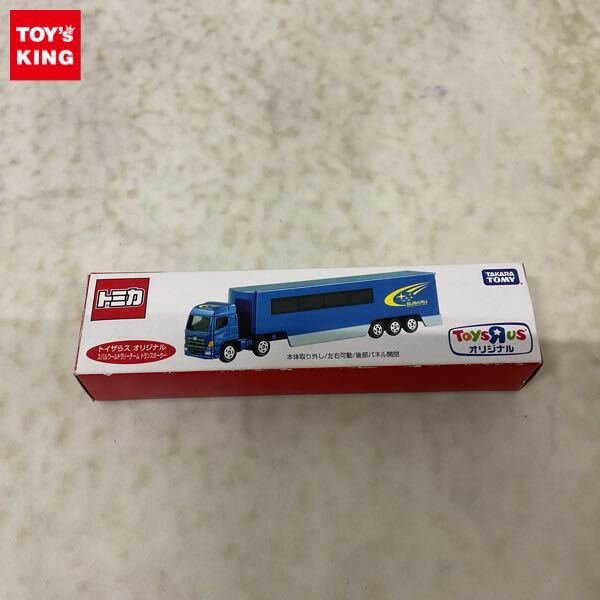 TOY's
KING
トミカ
トイザらス オリジナル
スバルワールドラリーチーム トランスポーター
SUBARU
本体取り外し/左右可動/後部パネル開閉
TAKARA
TOMY
ToysЯus
オリジナル